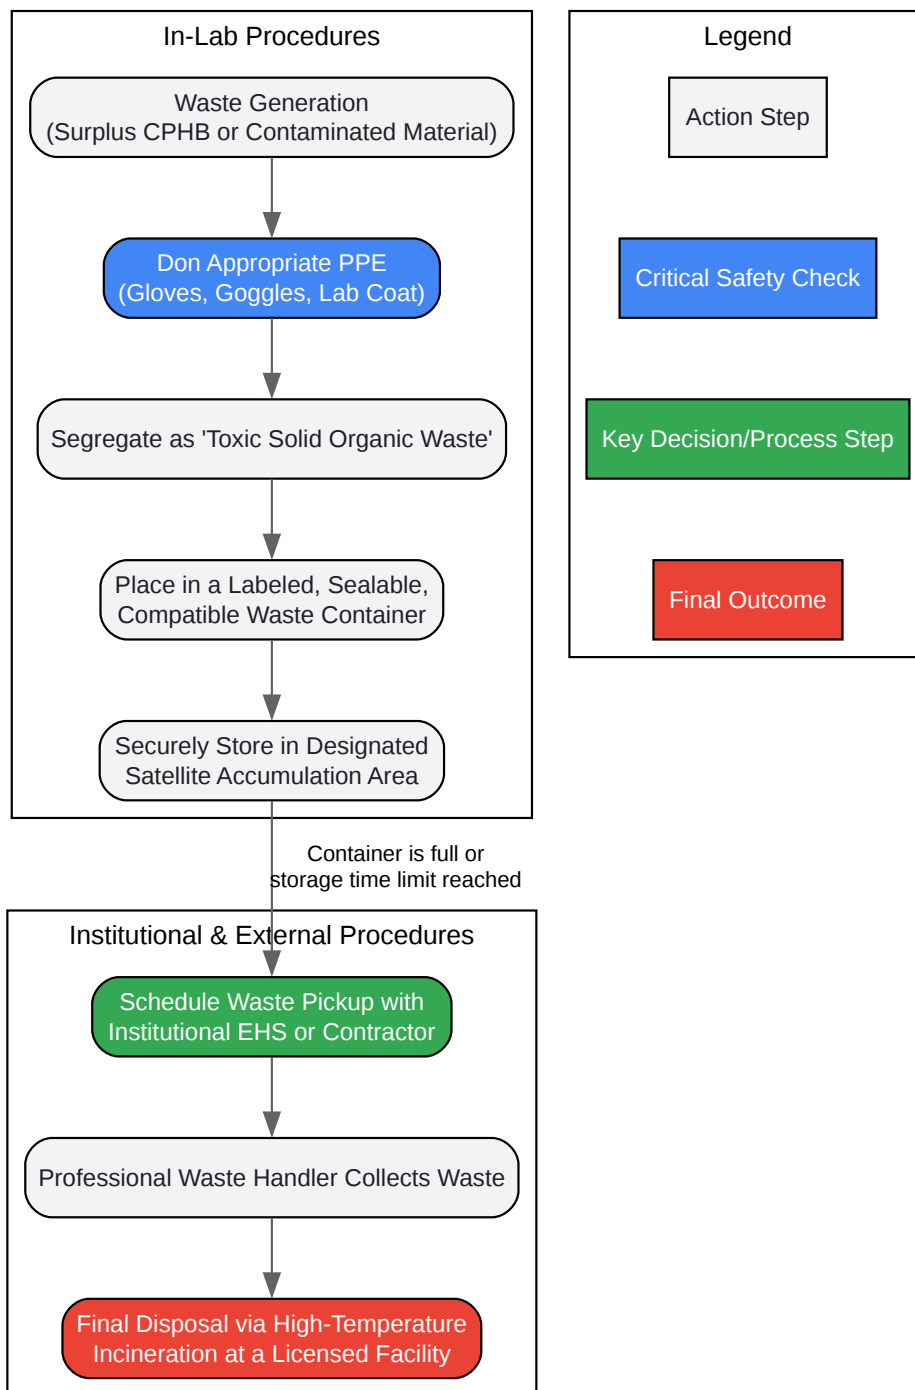 In-Lab Procedures
Waste Generation
(Surplus CPHB or Contaminated Material)
Don Appropriate PPE
(Gloves, Goggles, Lab Coat)
Segregate as 'Toxic Solid Organic Waste'
Place in a Labeled, Sealable,
Compatible Waste Container
Securely Store in Designated
Satellite Accumulation Area
Container is full or
storage time limit reached
Institutional & External Procedures
Schedule Waste Pickup with
Institutional EHS or Contractor
Professional Waste Handler Collects Waste
Final Disposal via High-Temperature
Incineration at a Licensed Facility
Legend
Action Step
Critical Safety Check
Key Decision/Process Step
Final Outcome